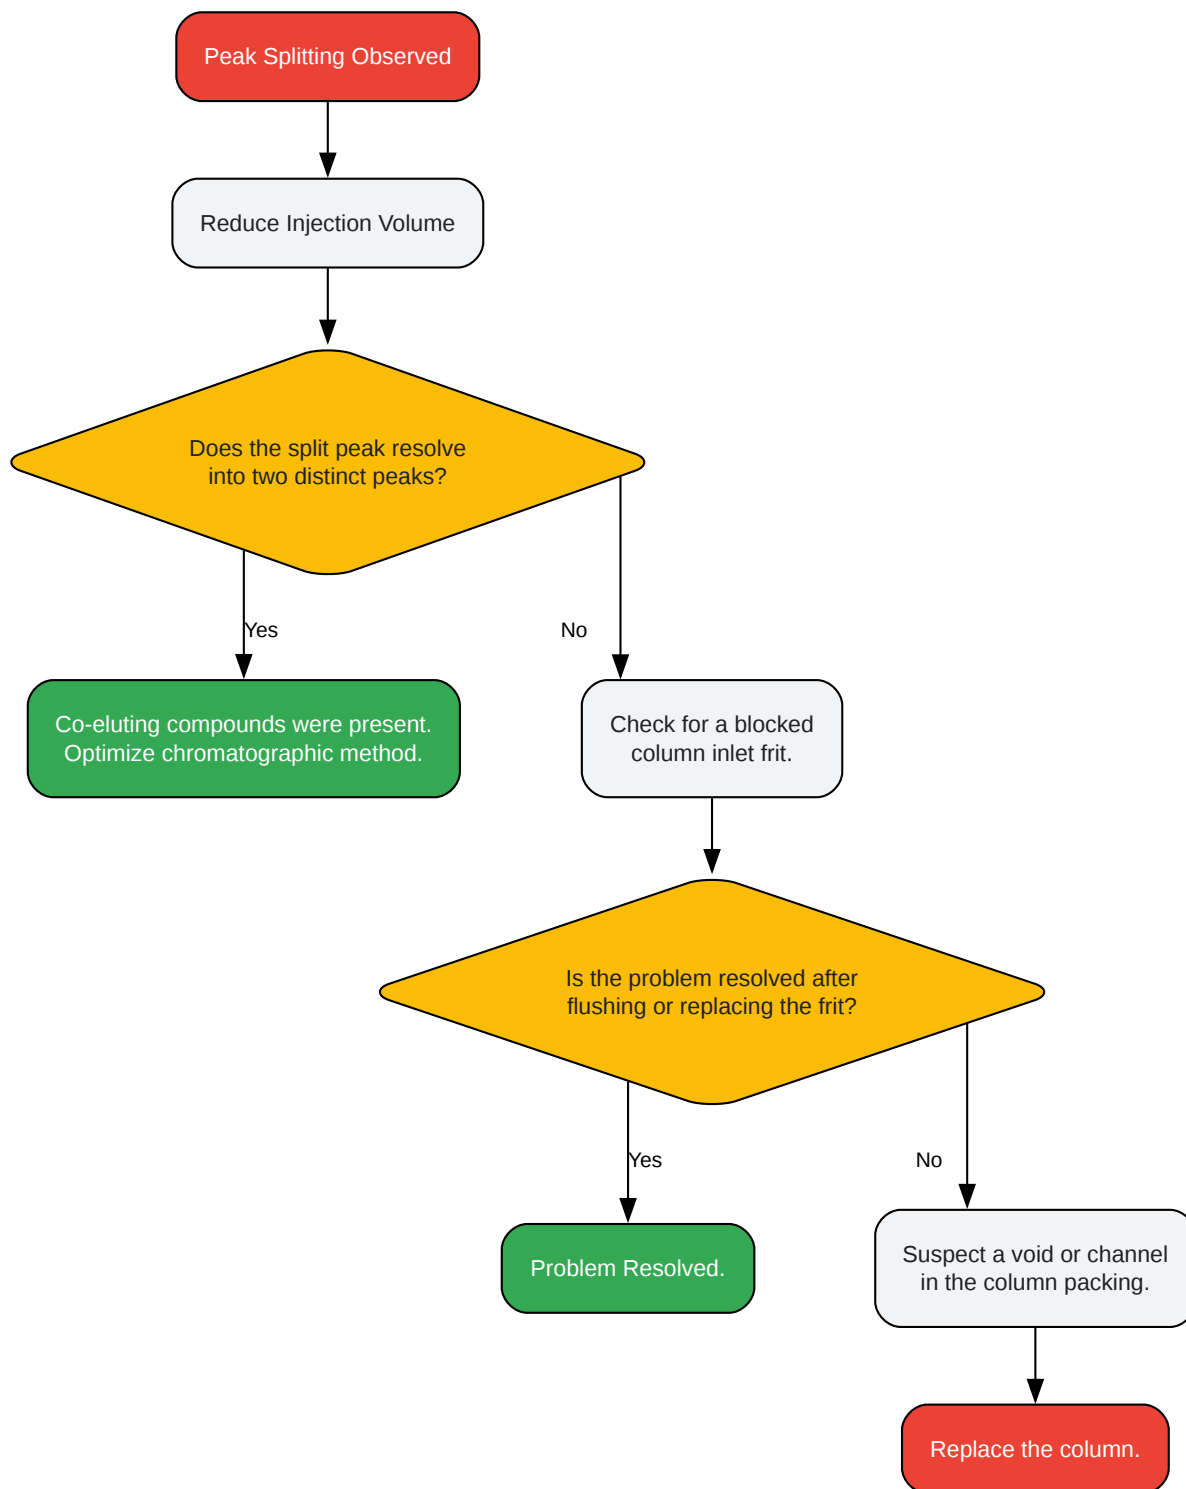 Peak Splitting Observed
Reduce Injection Volume
Does the split peak resolve
into two distinct peaks?
Yes
No
Co-eluting compounds were present.
Optimize chromatographic method.
Check for a blocked
column inlet frit.
Is the problem resolved after
flushing or replacing the frit?
Yes
No
Problem Resolved.
Suspect a void or channel
in the column packing.
Replace the column.